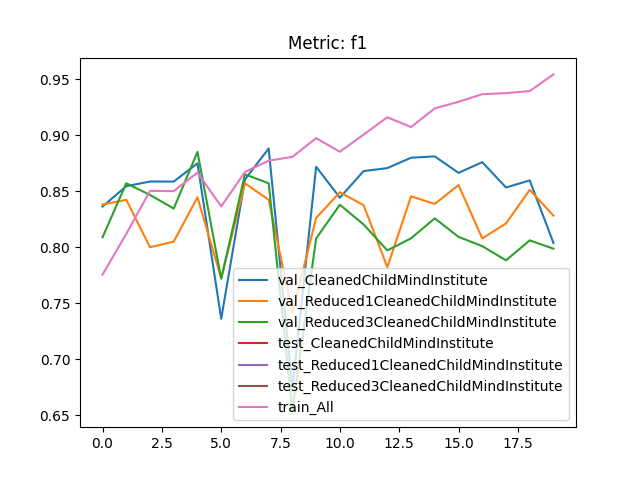 Metric: f1
0.95
0.90
0.85
0.80
0.75
0.70
0.65
val_CleanedChildMindInstitute
val_Reduced1CleanedChildMindInstitute
val_Reduced3CleanedChildMindInstitute
test_CleanedChildMindInstitute
test_Reduced1CleanedChildMindInstitute
test_Reduced3CleanedChildMindInstitute
train_All
0.0 2.5 5.0 7.5 10.0 12.5 15.0 17.5